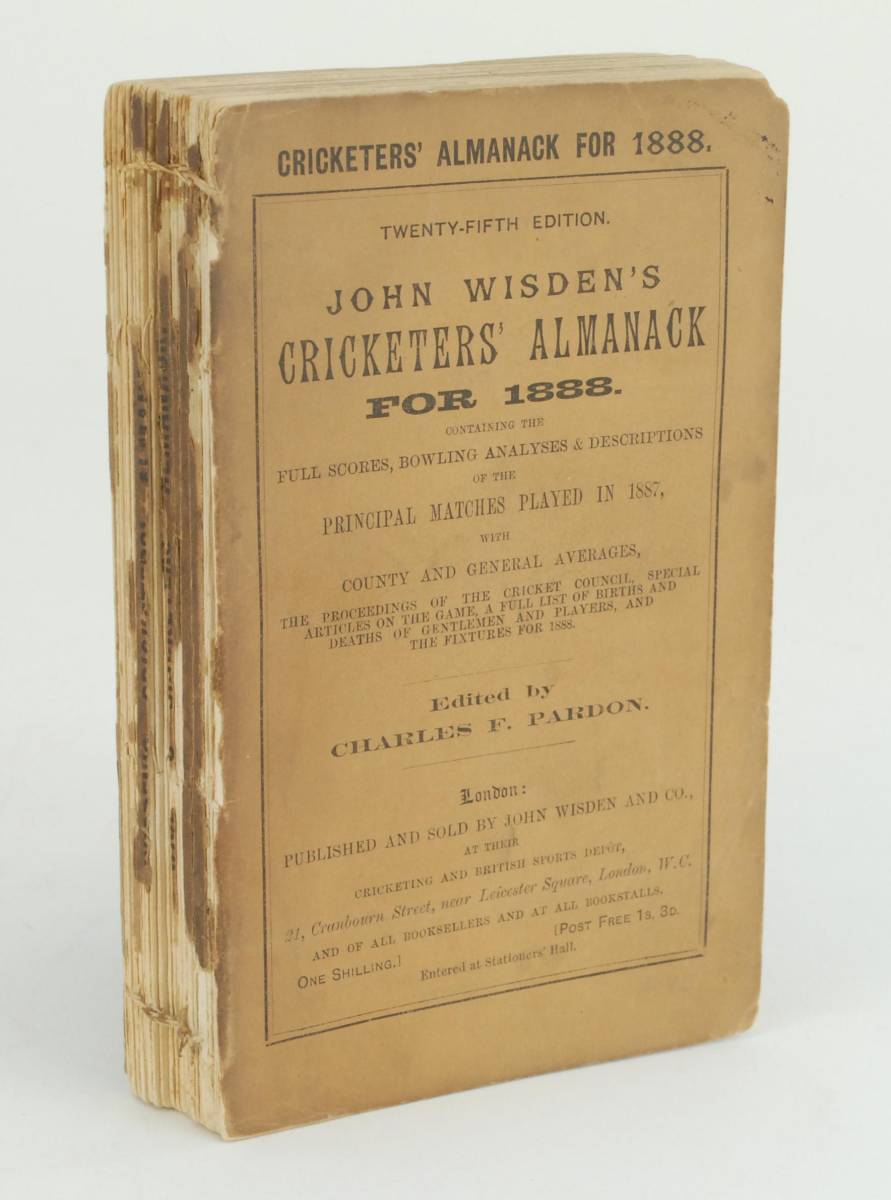 CRICKETERS' ALMANACK FOR 1888.
TWENTY-FIFTH EDITION.
JOHN WISDEN'S
CRICKETERS' ALMANACK
FOR 1888.
CONTAINING THE
FULL SCORES, BOWLING ANALYSES & DESCRIPTIONS
OF THE
PRINCIPAL MATCHES PLAYED IN 1887,
WITH
COUNTY AND GENERAL AVERAGES,
THE PROCEEDINGS OF THE CRICKET COUNCIL, SPECIAL
ARTICLES ON THE GAME, A FULL LIST OF BIRTHS AND
DEATHS OF GENTLEMEN AND PLAYERS, AND
THE FIXTURES FOR 1888.
Edited by
CHARLES F. PARDON.
London:
PUBLISHED AND SOLD BY JOHN WISDEN AND CO.,
AT THEIR
CRICKETING AND BRITISH SPORTS DEPÔT,
21, Cranbourn Street, near Leicester Square, London, W.C.
AND OF ALL BOOKSELLERS AND AT ALL BOOKSTALLS.
ONE SHILLING.] [POST FREE 1S. 3D.
Entered at Stationers' Hall.